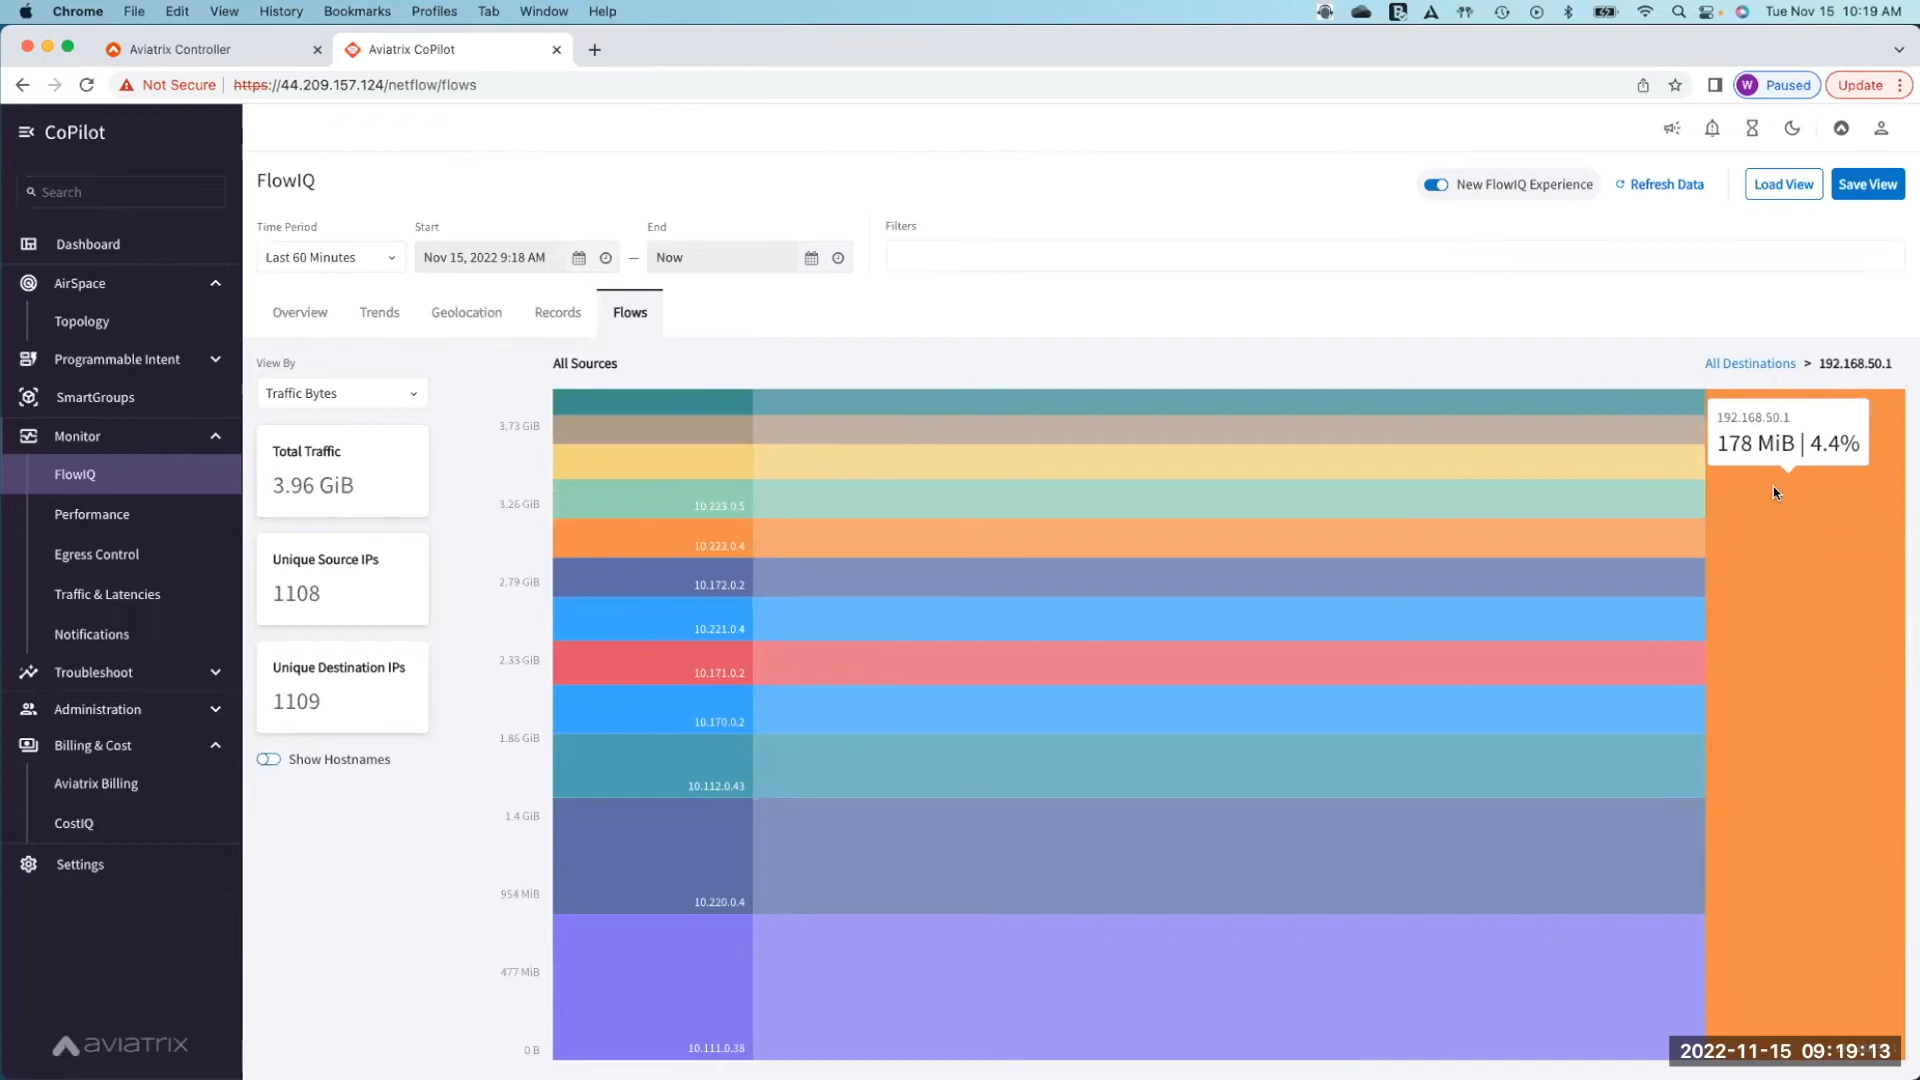 Chrome File Edit View History Bookmarks Profiles Tab Window Help Tue Nov 15 10:19 AM
Aviatrix Controller Aviatrix CoPilot
Not Secure https://44.209.157.124/netflow/flows W Paused Update
CoPilot
Search
Dashboard
AirSpace
Topology
Programmable Intent
SmartGroups
Monitor
FlowIQ
Performance
Egress Control
Traffic & Latencies
Notifications
Troubleshoot
Administration
Billing & Cost
Aviatrix Billing
CostIQ
Settings
aviatrix
FlowIQ
New FlowIQ Experience Refresh Data Load View Save View
Time Period Start End Filters
Last 60 Minutes Nov 15, 2022 9:18 AM — Now
Overview Trends Geolocation Records Flows
View By
Traffic Bytes
Total Traffic
3.96 GiB
Unique Source IPs
1108
Unique Destination IPs
1109
Show Hostnames
All Sources All Destinations > 192.168.50.1
3.73 GiB
3.26 GiB
2.79 GiB
2.33 GiB
1.86 GiB
1.4 GiB
954 MiB
477 MiB
0 B
10.223.0.5
10.222.0.4
10.172.0.2
10.221.0.4
10.171.0.2
10.170.0.2
10.112.0.43
10.220.0.4
10.111.0.38
192.168.50.1
178 MiB | 4.4%
2022-11-15 09:19:13